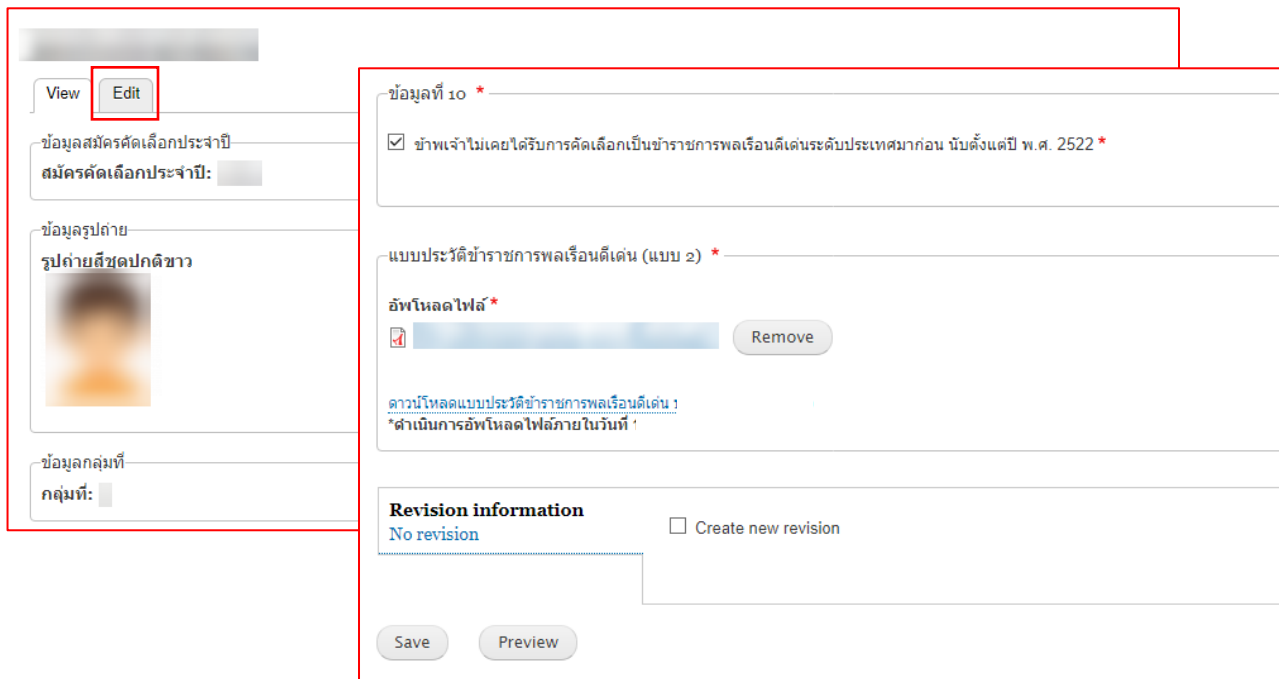 View
Edit
ข้อมูลสมัครคัดเลือกประจำปี
สมัครคัดเลือกประจำปี:
ข้อมูลรูปถ่าย
รูปถ่ายสีชุดปกติขาว
ข้อมูลกลุ่มที่
กลุ่มที่:
ข้อมูลที่ 10 *
ข้าพเจ้าไม่เคยได้รับการคัดเลือกเป็นข้าราชการพลเรือนดีเด่นระดับประเทศมาก่อน นับตั้งแต่ปี พ.ศ. 2522 *
แบบประวัติข้าราชการพลเรือนดีเด่น (แบบ 2) *
อัพโหลดไฟล์ *
Remove
ดาวน์โหลดแบบประวัติข้าราชการพลเรือนดีเด่น
*ดำเนินการอัพโหลดไฟล์ภายในวันที่
Revision information
No revision
Create new revision
Save
Preview